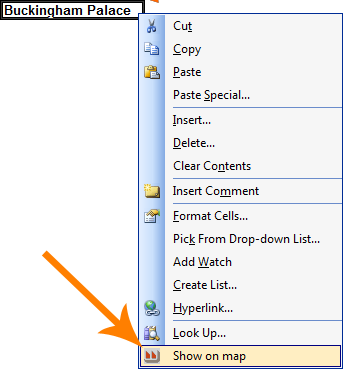 Buckingham Palace
Cut
Copy
Paste
Paste Special...
Insert...
Delete...
Clear Contents
Insert Comment
Format Cells...
Pick From Drop-down List...
Add Watch
Create List...
Hyperlink...
Look Up...
Show on map